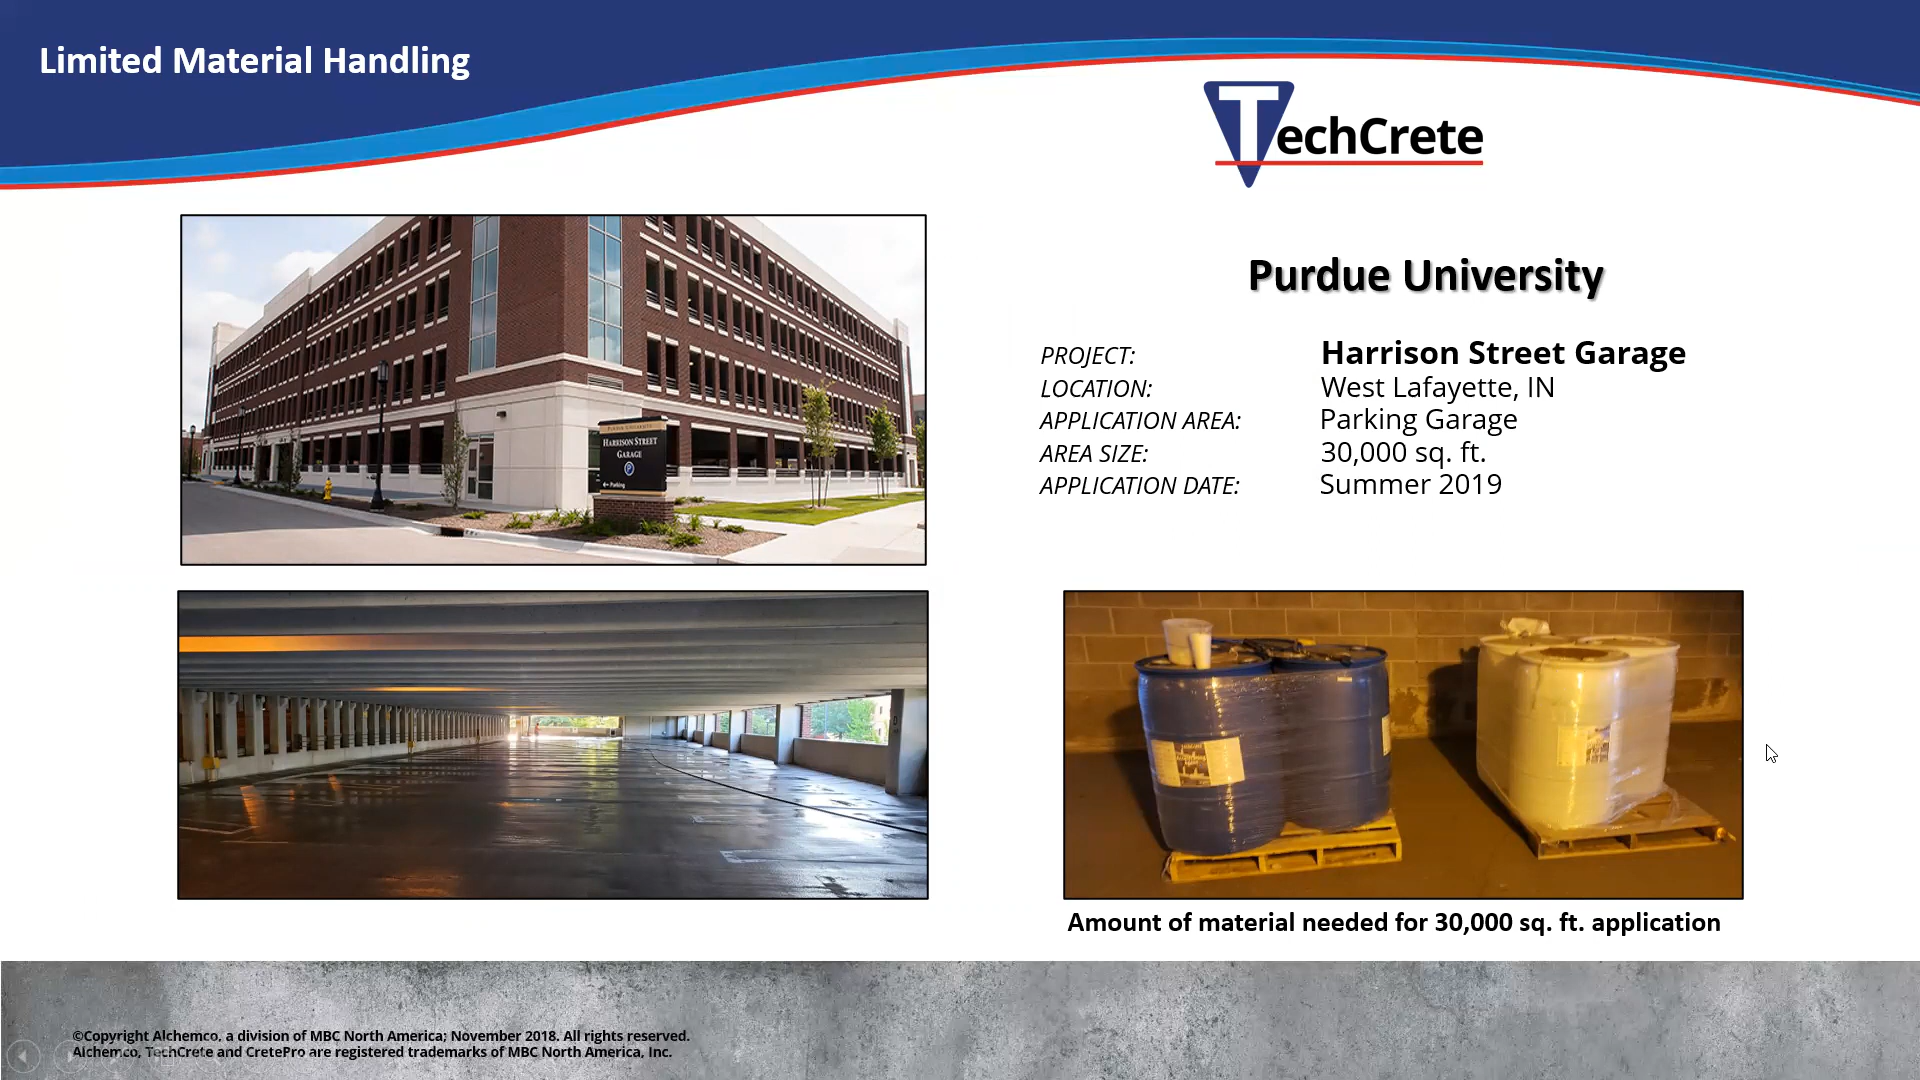 Limited Material Handling
TechCrete
Purdue University
PROJECT: Harrison Street Garage
LOCATION: West Lafayette, IN
APPLICATION AREA: Parking Garage
AREA SIZE: 30,000 sq. ft.
APPLICATION DATE: Summer 2019
PURDUE UNIVERSITY
HARRISON STREET
GARAGE
P
← Parking
Amount of material needed for 30,000 sq. ft. application
©Copyright Alchemco, a division of MBC North America; November 2018. All rights reserved.
Alchemco, TechCrete and CretePro are registered trademarks of MBC North America, Inc.